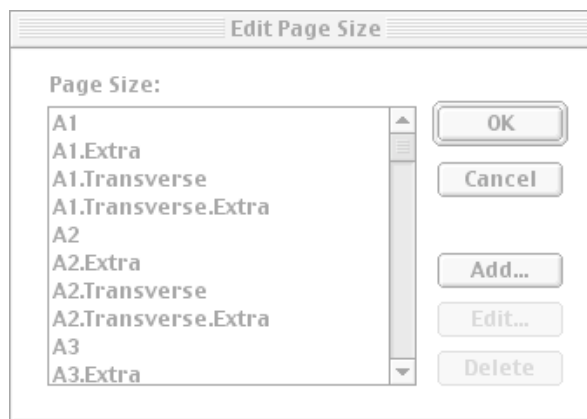 Edit Page Size
Page Size:
A1
A1.Extra
A1.Transverse
A1.Transverse.Extra
A2
A2.Extra
A2.Transverse
A2.Transverse.Extra
A3
A3.Extra
OK
Cancel
Add...
Edit...
Delete